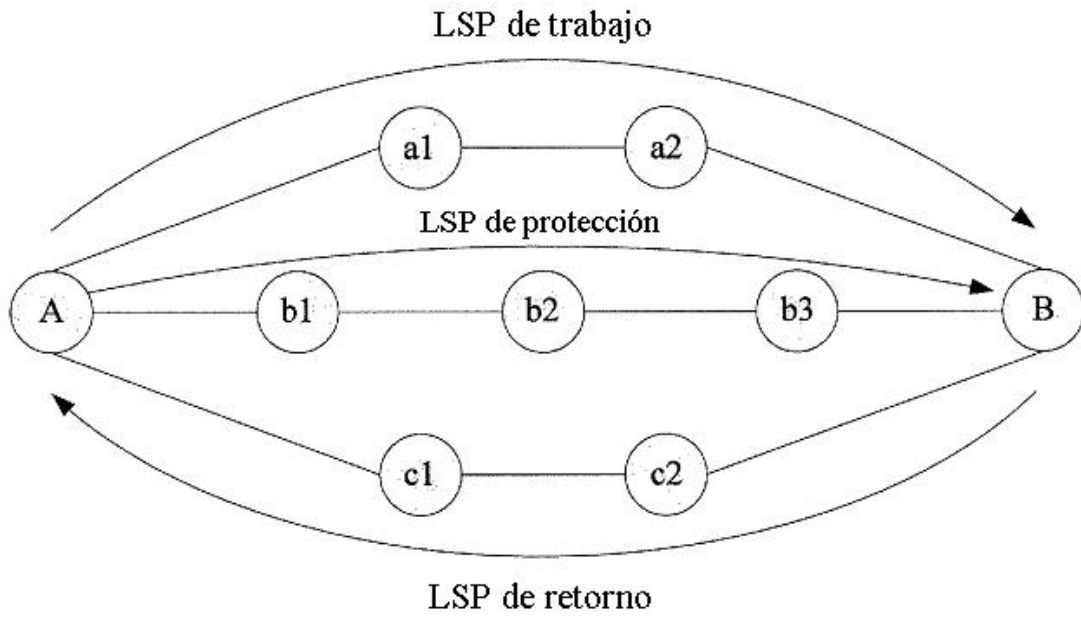 LSP de trabajo
a1 a2
LSP de protección
A b1 b2 b3 B
c1 c2
LSP de retorno